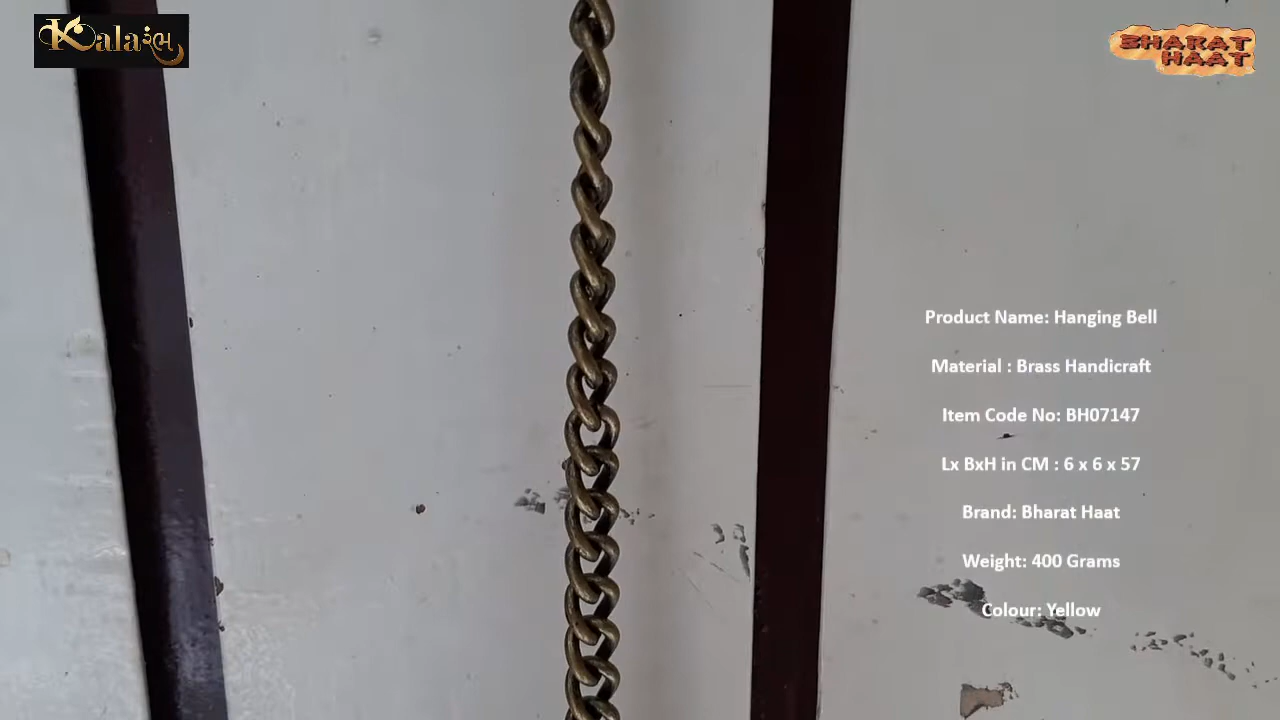 Kalaરંભ
BHARAT
HAAT
Product Name: Hanging Bell
Material : Brass Handicraft
Item Code No: BH07147
Lx BxH in CM : 6 x 6 x 57
Brand: Bharat Haat
Weight: 400 Grams
Colour: Yellow